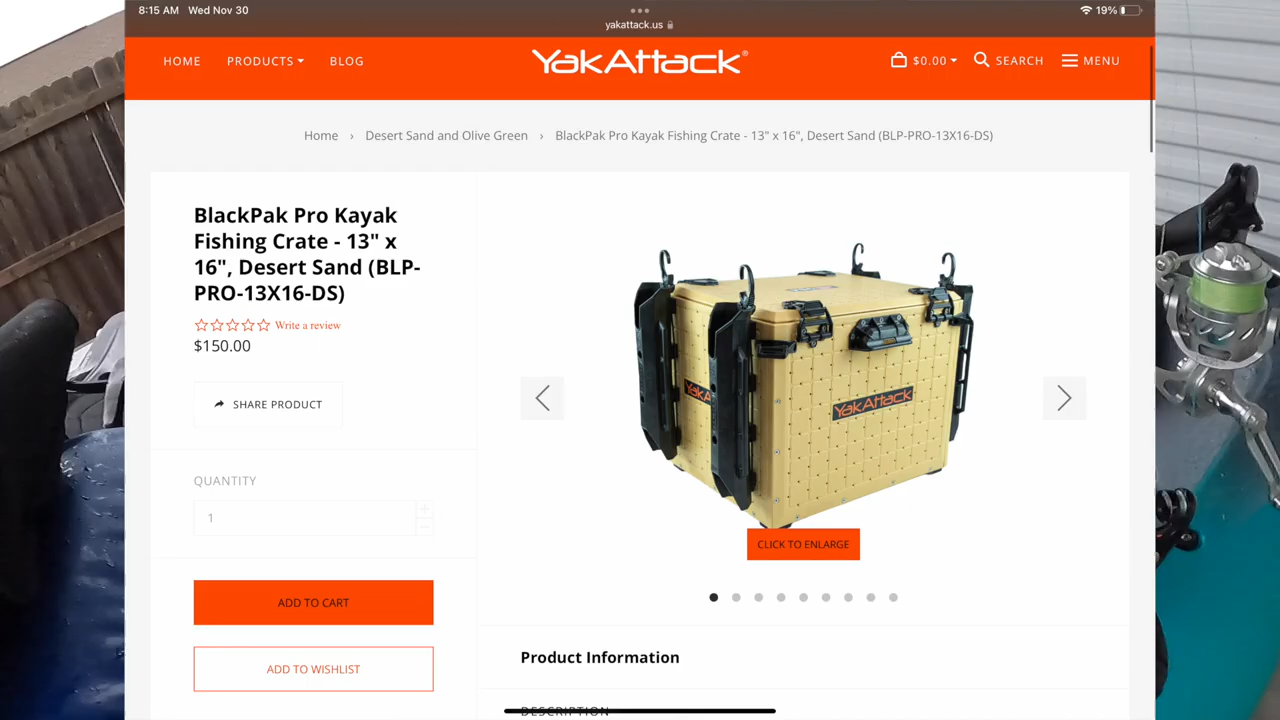 8:15 AM Wed Nov 30
yakattack.us
19%
HOME PRODUCTS BLOG
YakAttack®
$0.00 SEARCH MENU
Home › Desert Sand and Olive Green › BlackPak Pro Kayak Fishing Crate - 13" x 16", Desert Sand (BLP-PRO-13X16-DS)
BlackPak Pro Kayak
Fishing Crate - 13" x
16", Desert Sand (BLP-
PRO-13X16-DS)
Write a review
$150.00
SHARE PRODUCT
QUANTITY
1
ADD TO CART
ADD TO WISHLIST
YakA
YakAttack
CLICK TO ENLARGE
Product Information
DESCRIPTION